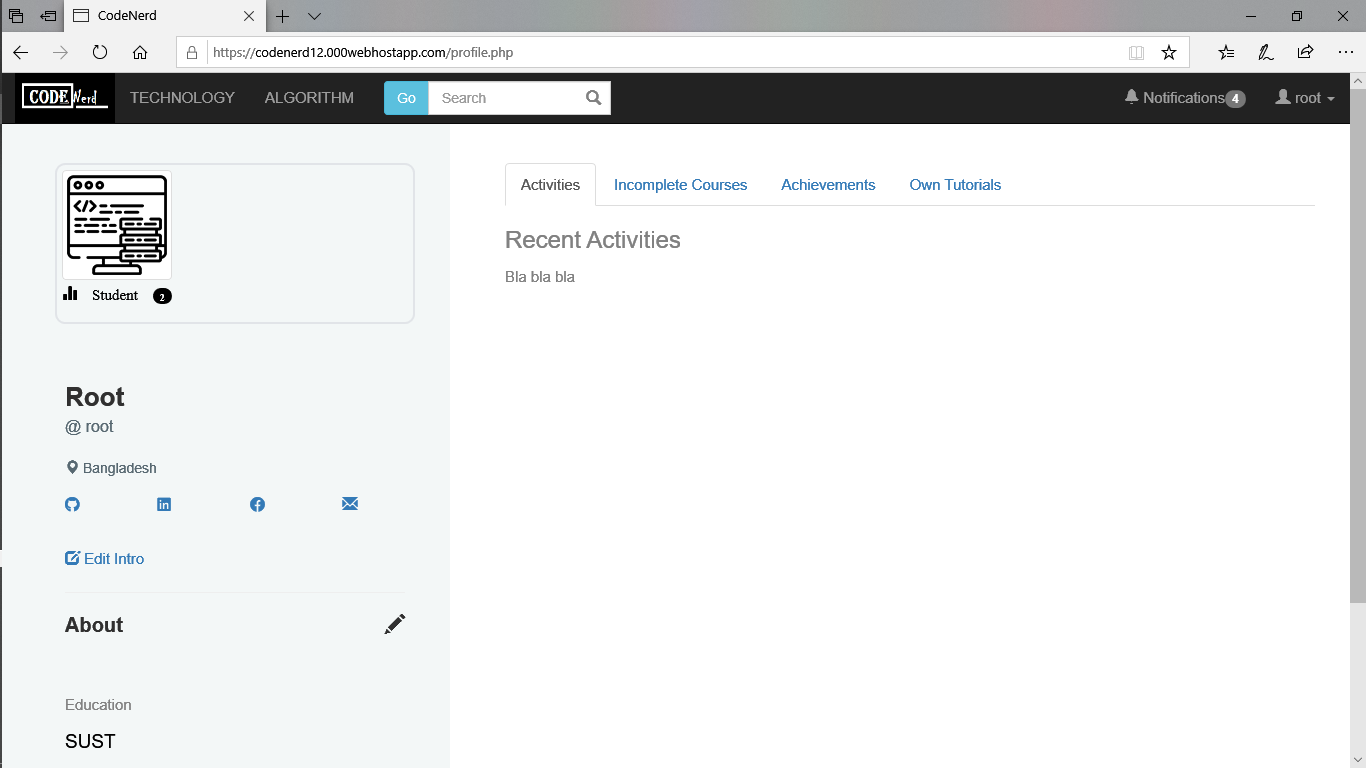 CodeNerd
https://codenerd12.000webhostapp.com/profile.php
CODE Nerd TECHNOLOGY ALGORITHM Go Search Notifications 4 root
Activities Incomplete Courses Achievements Own Tutorials
Recent Activities
Bla bla bla
</>
Student 2
Root
@ root
Bangladesh
in
Edit Intro
About
Education
SUST